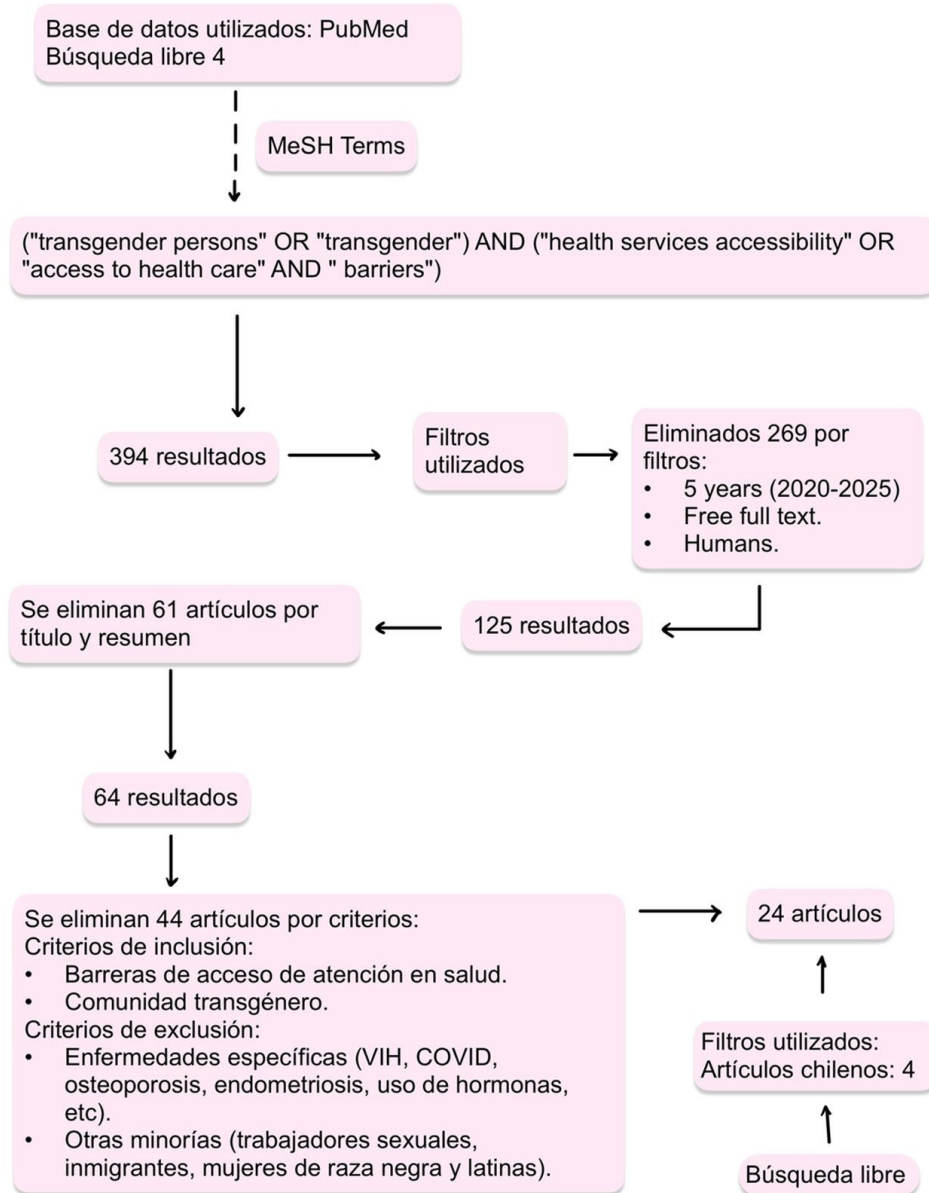 Base de datos utilizados: PubMed
Búsqueda libre 4
MeSH Terms
("transgender persons" OR "transgender") AND ("health services accessibility" OR
"access to health care" AND " barriers")
394 resultados
Filtros
utilizados
Eliminados 269 por
filtros:
• 5 years (2020-2025)
• Free full text.
• Humans.
125 resultados
Se eliminan 61 artículos por
título y resumen
64 resultados
Se eliminan 44 artículos por criterios:
Criterios de inclusión:
• Barreras de acceso de atención en salud.
• Comunidad transgénero.
Criterios de exclusión:
• Enfermedades específicas (VIH, COVID,
osteoporosis, endometriosis, uso de hormonas,
etc).
• Otras minorías (trabajadores sexuales,
inmigrantes, mujeres de raza negra y latinas).
24 artículos
Filtros utilizados:
Artículos chilenos: 4
Búsqueda libre